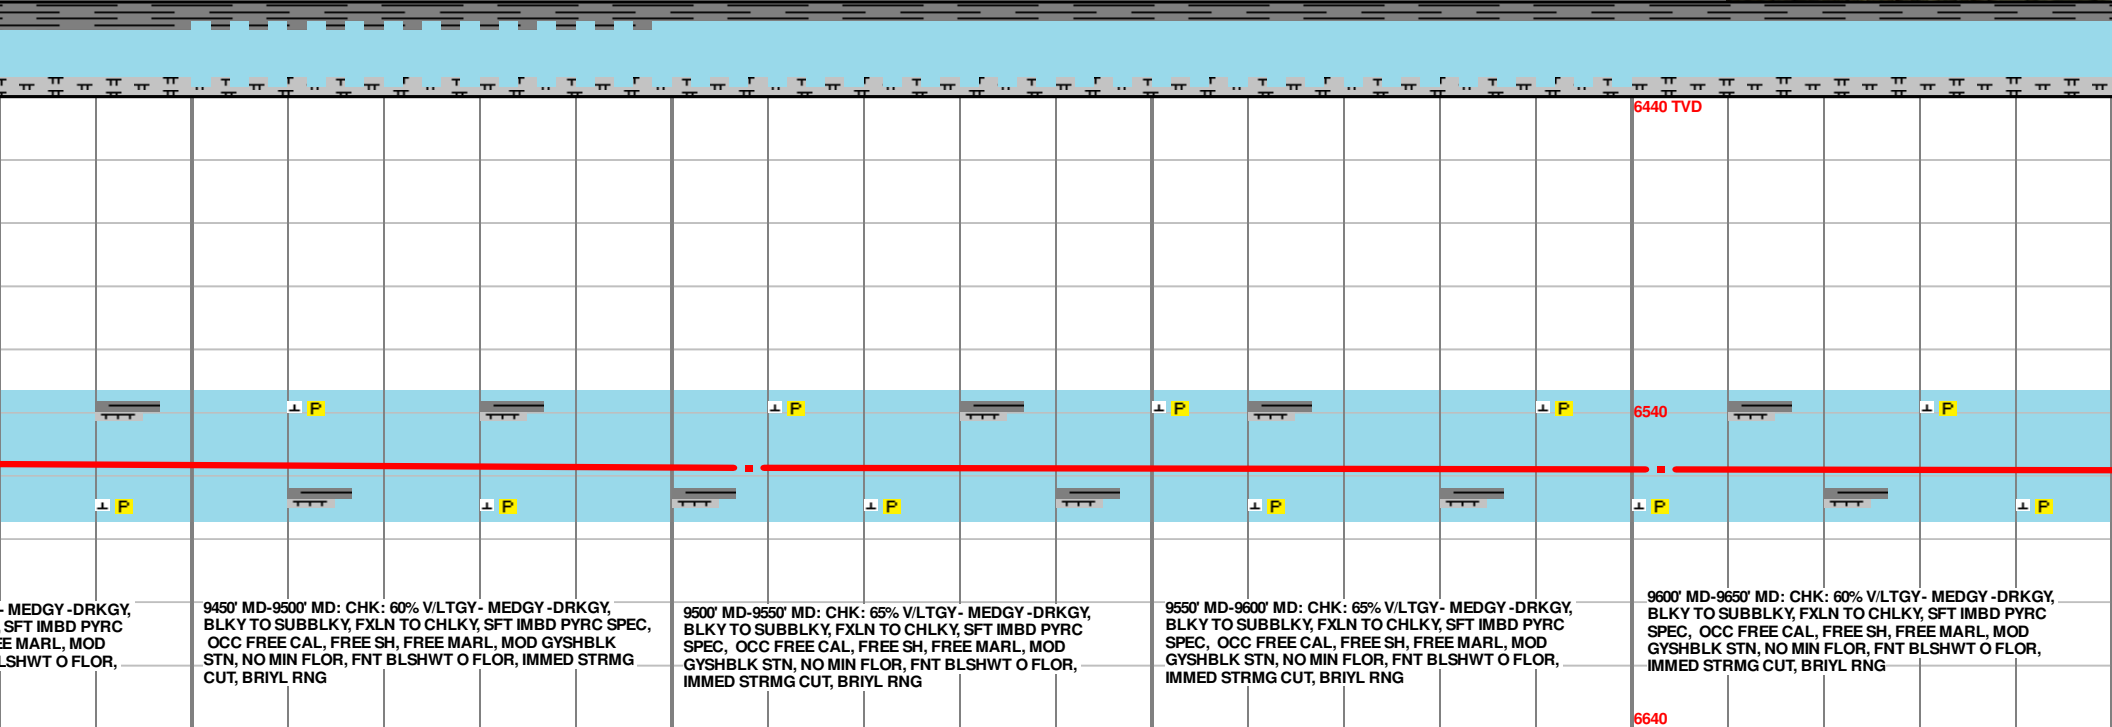 6440 TVD
P
P
P
P
P
6540
P
P
P
P
P
P
- MEDGY -DRKGY,
SFT IMBD PYRC
EE MARL, MOD
LSHWT O FLOR,
9450' MD-9500' MD: CHK: 60% V/LTGY- MEDGY -DRKGY,
BLKY TO SUBBLKY, FXLN TO CHLKY, SFT IMBD PYRC SPEC,
OCC FREE CAL, FREE SH, FREE MARL, MOD GYSHBLK
STN, NO MIN FLOR, FNT BLSHWT O FLOR, IMMED STRMG
CUT, BRIYL RNG
9500' MD-9550' MD: CHK: 65% V/LTGY- MEDGY -DRKGY,
BLKY TO SUBBLKY, FXLN TO CHLKY, SFT IMBD PYRC
SPEC, OCC FREE CAL, FREE SH, FREE MARL, MOD
GYSHBLK STN, NO MIN FLOR, FNT BLSHWT O FLOR,
IMMED STRMG CUT, BRIYL RNG
9550' MD-9600' MD: CHK: 65% V/LTGY- MEDGY -DRKGY,
BLKY TO SUBBLKY, FXLN TO CHLKY, SFT IMBD PYRC
SPEC, OCC FREE CAL, FREE SH, FREE MARL, MOD
GYSHBLK STN, NO MIN FLOR, FNT BLSHWT O FLOR,
IMMED STRMG CUT, BRIYL RNG
9600' MD-9650' MD: CHK: 60% V/LTGY- MEDGY -DRKGY,
BLKY TO SUBBLKY, FXLN TO CHLKY, SFT IMBD PYRC
SPEC, OCC FREE CAL, FREE SH, FREE MARL, MOD
GYSHBLK STN, NO MIN FLOR, FNT BLSHWT O FLOR,
IMMED STRMG CUT, BRIYL RNG
6640